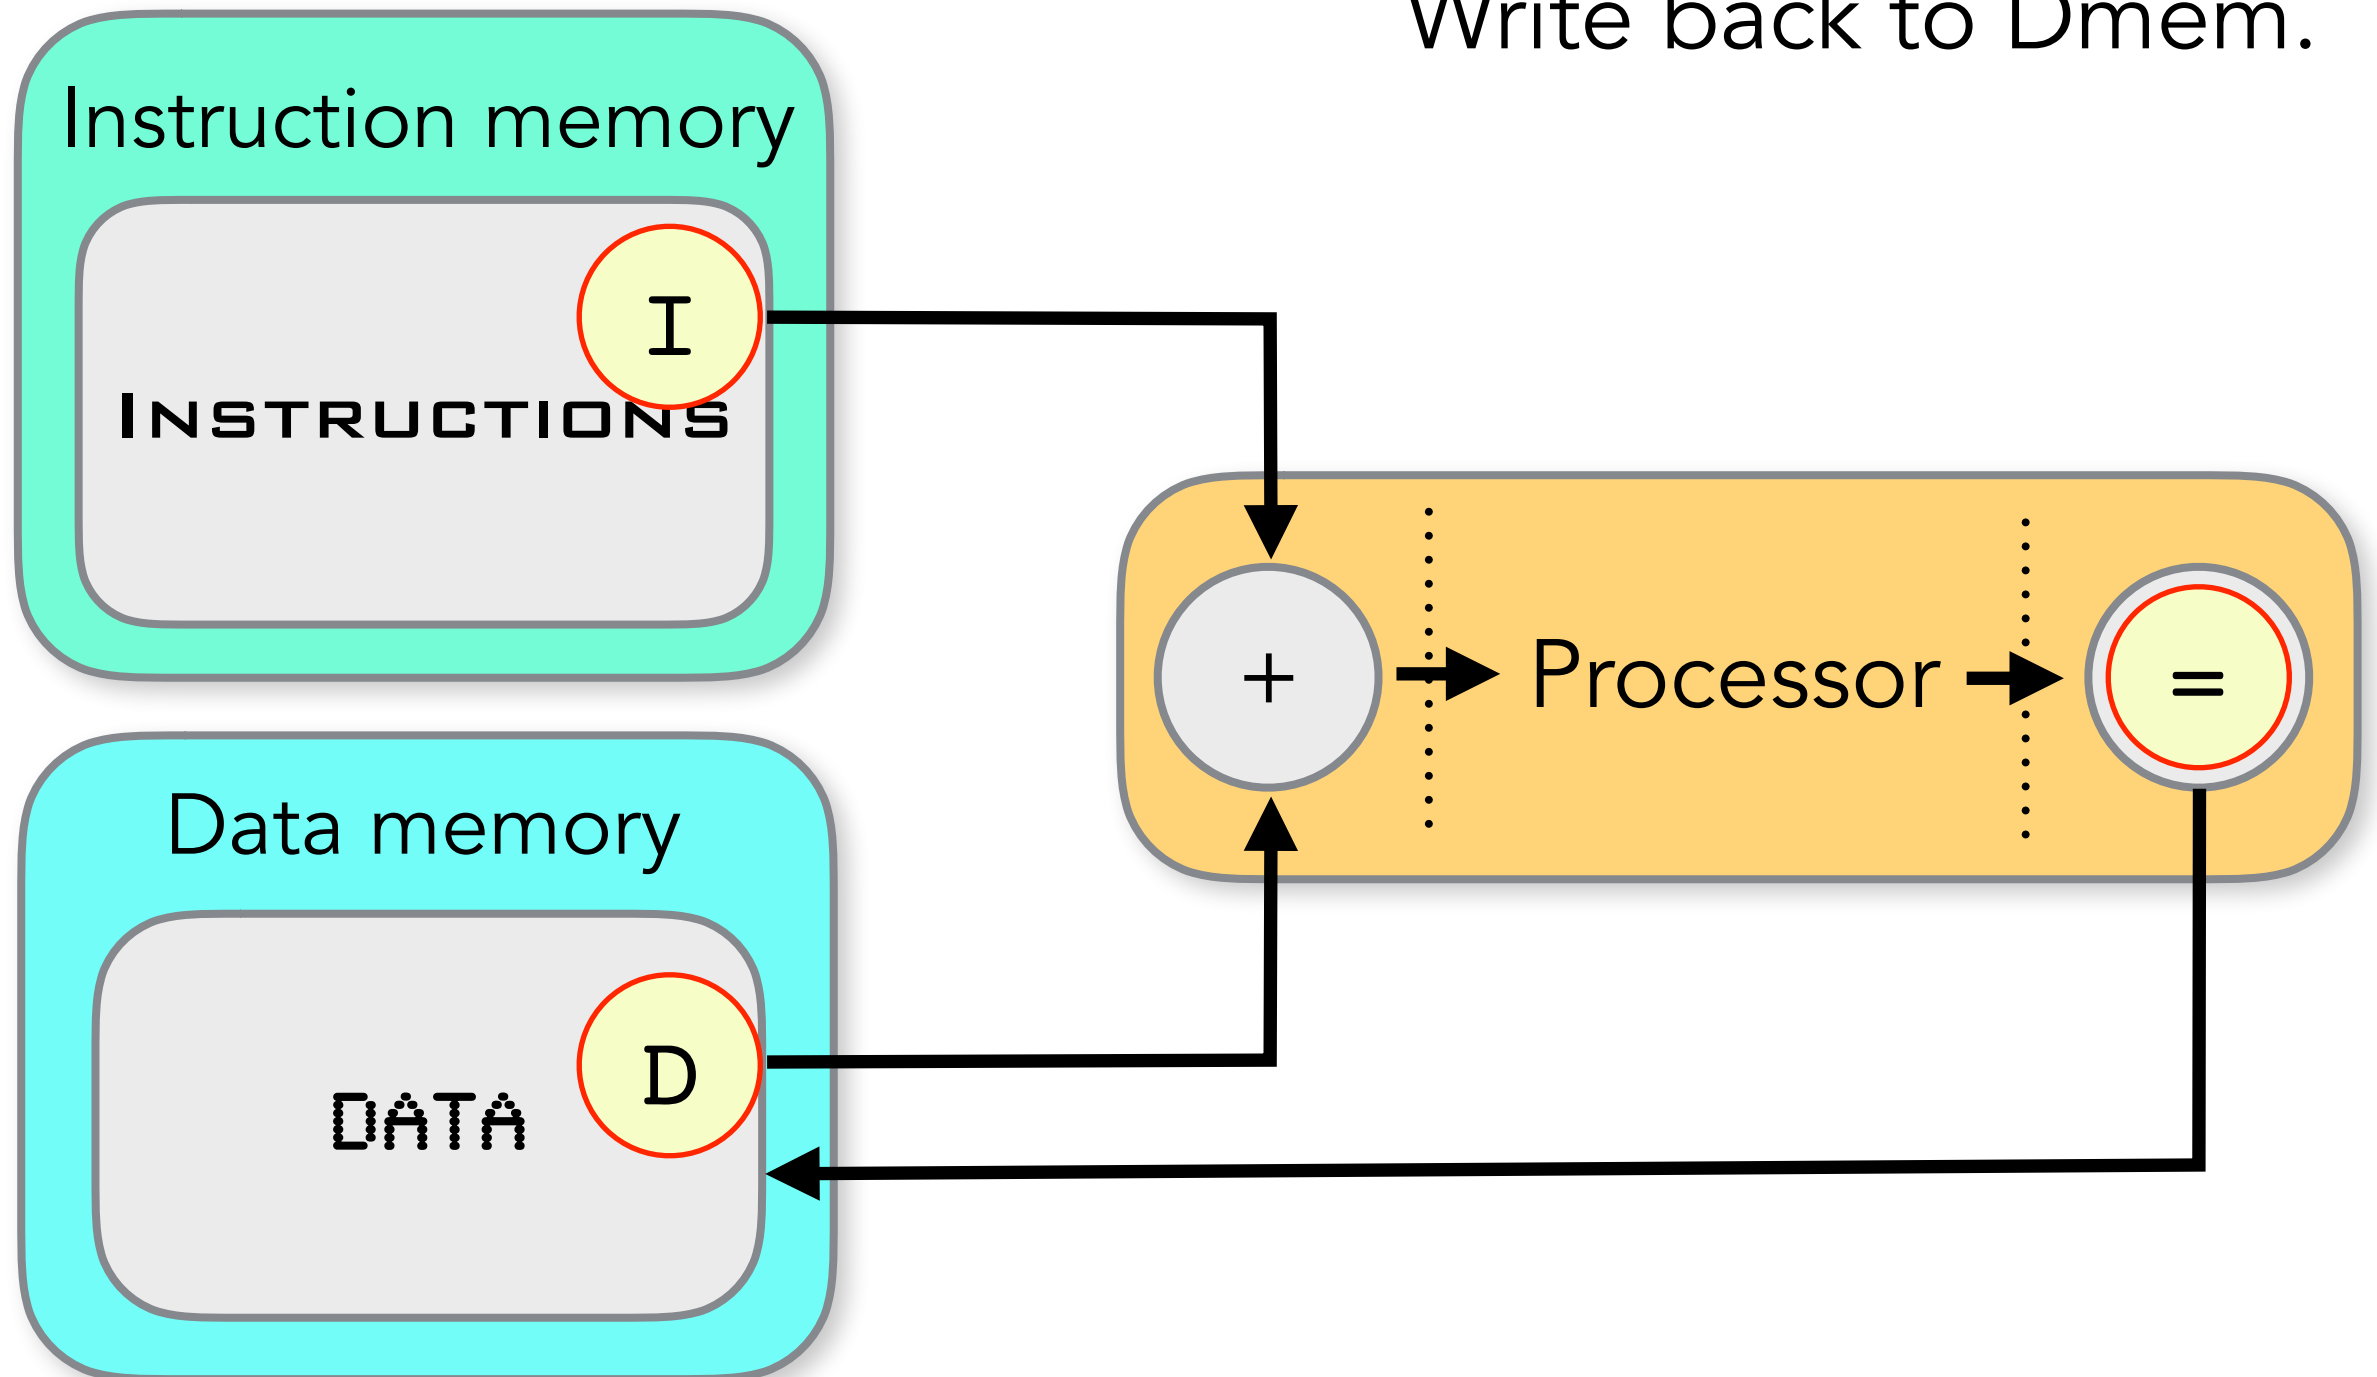 Write back to Dmem.
Instruction memory
I
INSTRUCTIONS
+
Processor
=
Data memory
D
DATA